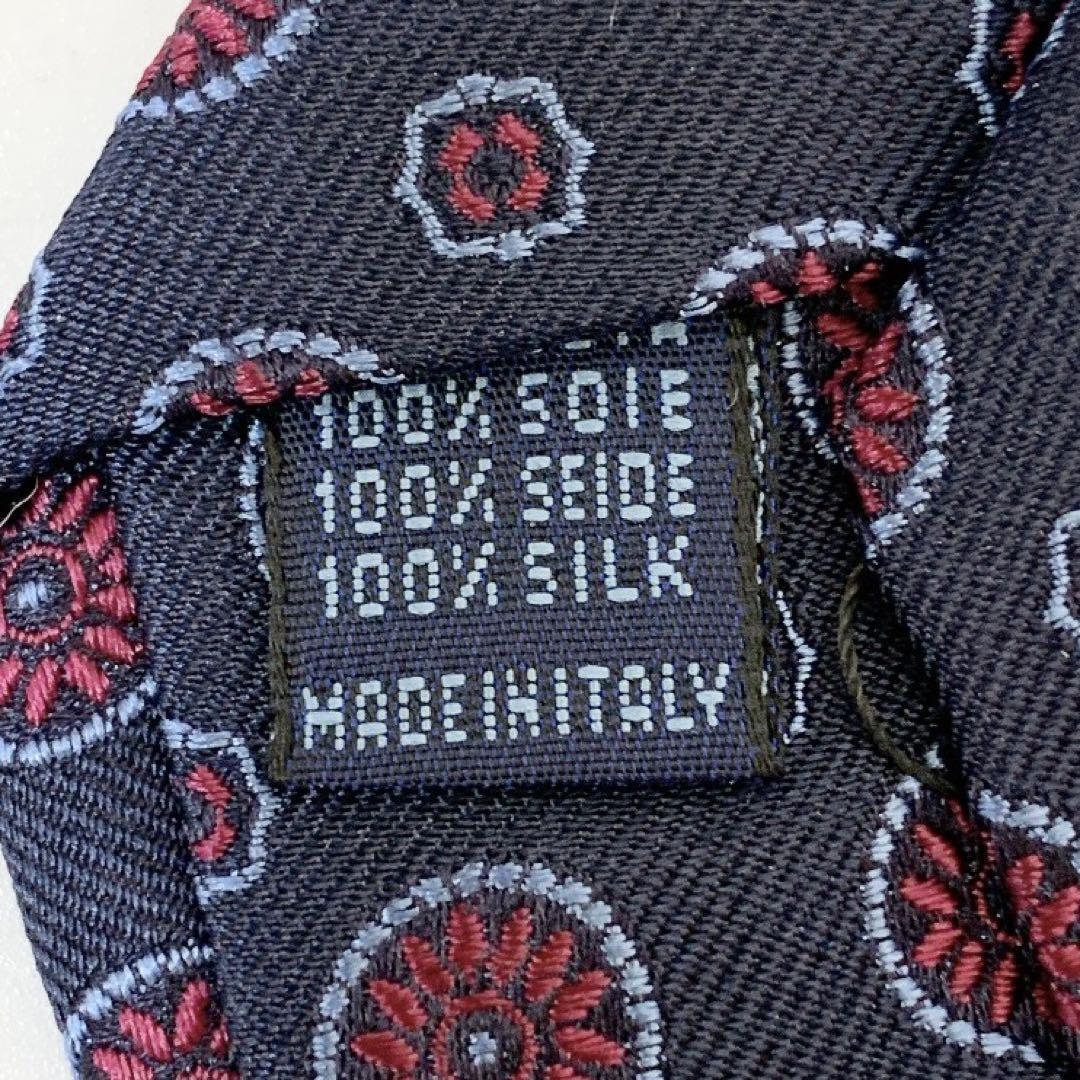 100% SOIE
100% SEIDE
100% SILK
MADE IN ITALY